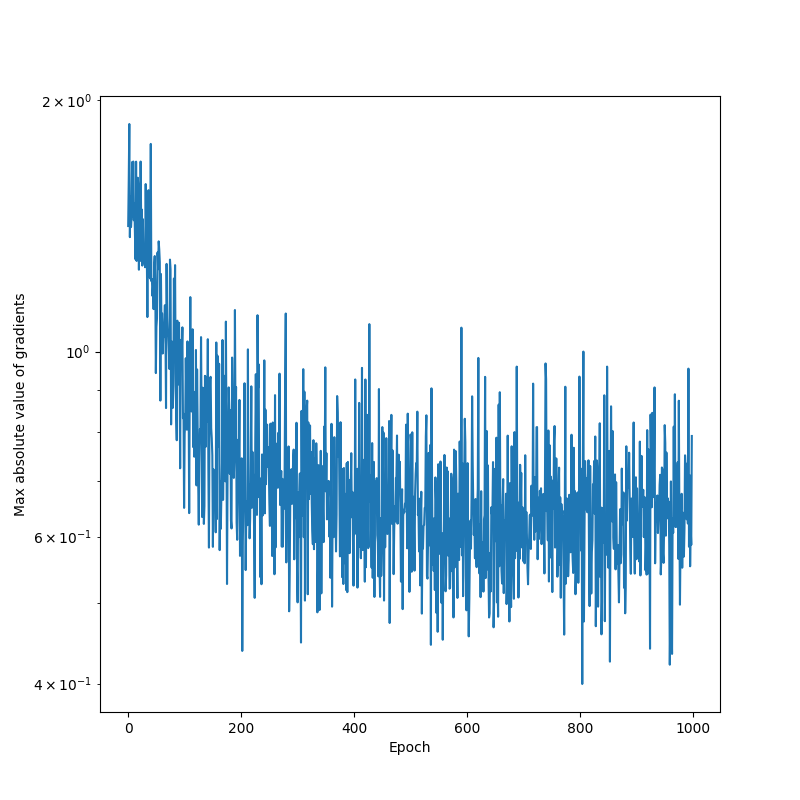 Max absolute value of gradients
2 × 10⁰
10⁰
6 × 10⁻¹
4 × 10⁻¹
0 200 400 600 800 1000
Epoch